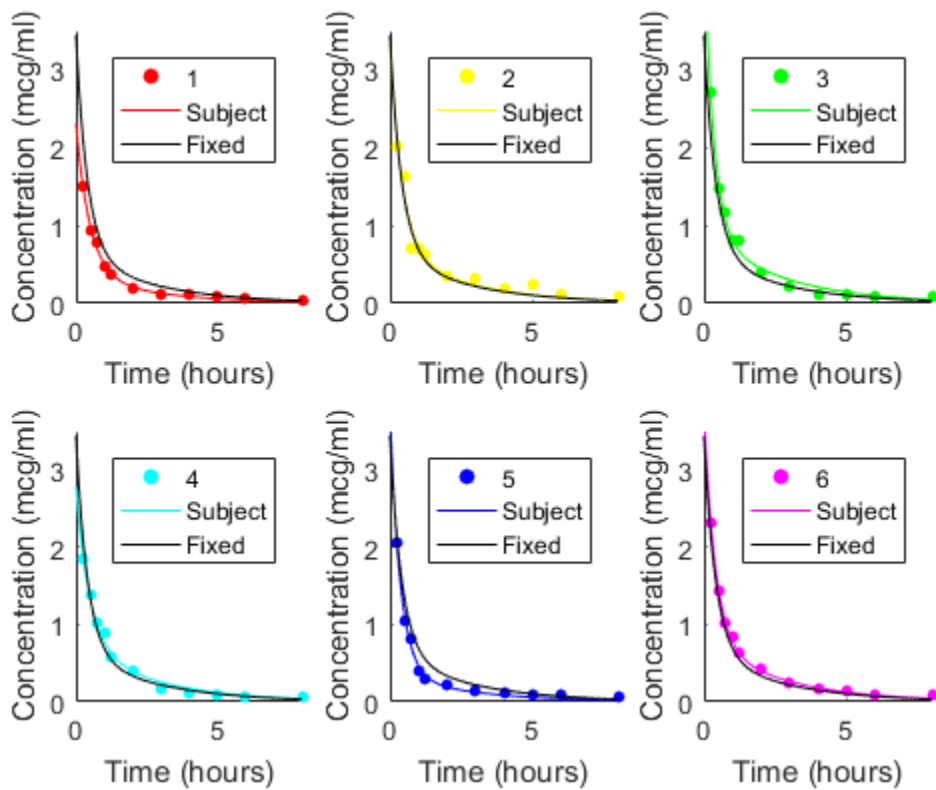 Concentration (mcg/ml)
3
2
1
0
1
Subject
Fixed
0
5
Time (hours)
Concentration (mcg/ml)
3
2
1
0
2
Subject
Fixed
0
5
Time (hours)
Concentration (mcg/ml)
3
2
1
0
3
Subject
Fixed
0
5
Time (hours)
Concentration (mcg/ml)
3
2
1
0
4
Subject
Fixed
0
5
Time (hours)
Concentration (mcg/ml)
3
2
1
0
5
Subject
Fixed
0
5
Time (hours)
Concentration (mcg/ml)
3
2
1
0
6
Subject
Fixed
0
5
Time (hours)